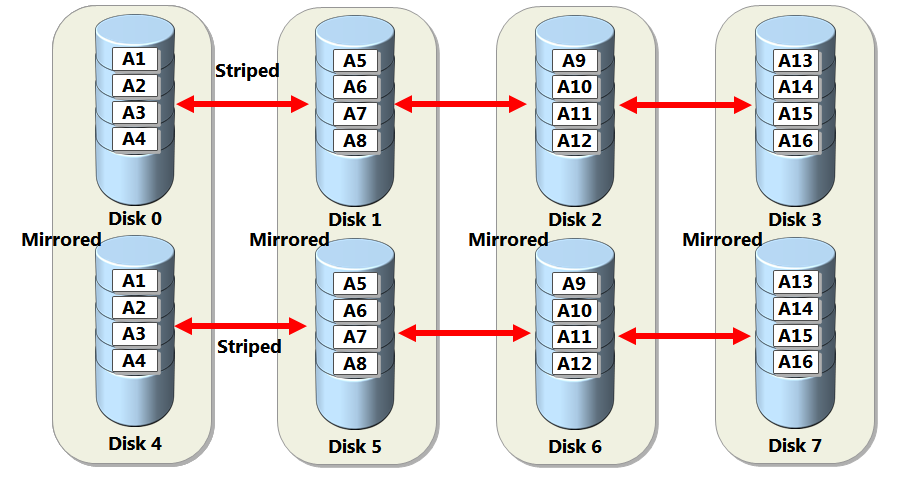 A1
A2
A3
A4
Disk 0
Striped
A5
A6
A7
A8
Disk 1
A9
A10
A11
A12
Disk 2
A13
A14
A15
A16
Disk 3
Mirrored
Mirrored
Mirrored
Mirrored
A1
A2
A3
A4
Disk 4
Striped
A5
A6
A7
A8
Disk 5
A9
A10
A11
A12
Disk 6
A13
A14
A15
A16
Disk 7